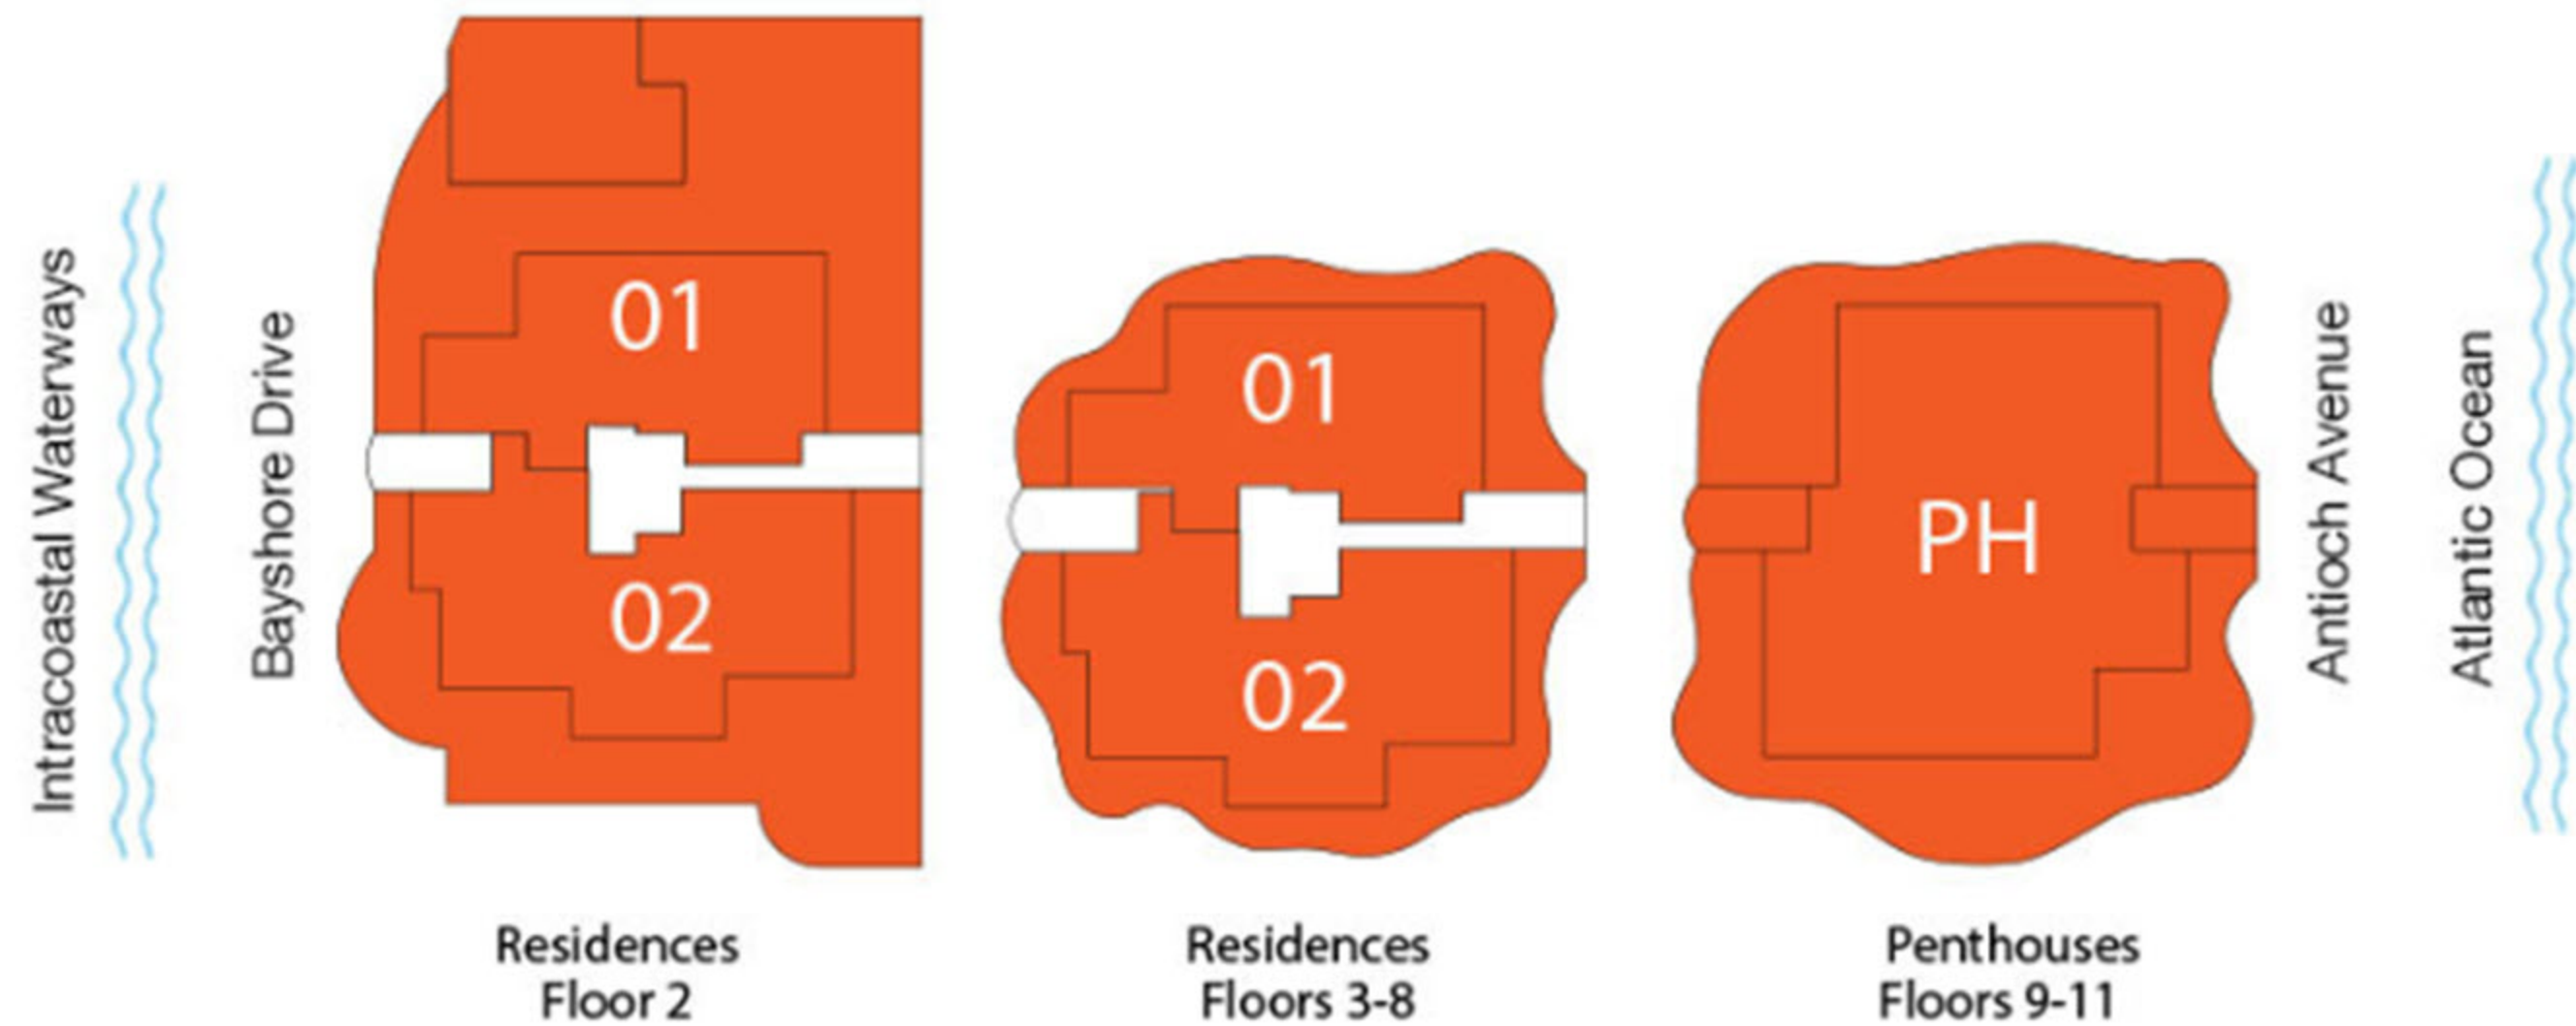 Intracoastal Waterways
Bayshore Drive
01
02
Residences
Floor 2
01
02
Residences
Floors 3-8
PH
Penthouses
Floors 9-11
Antioch Avenue
Atlantic Ocean